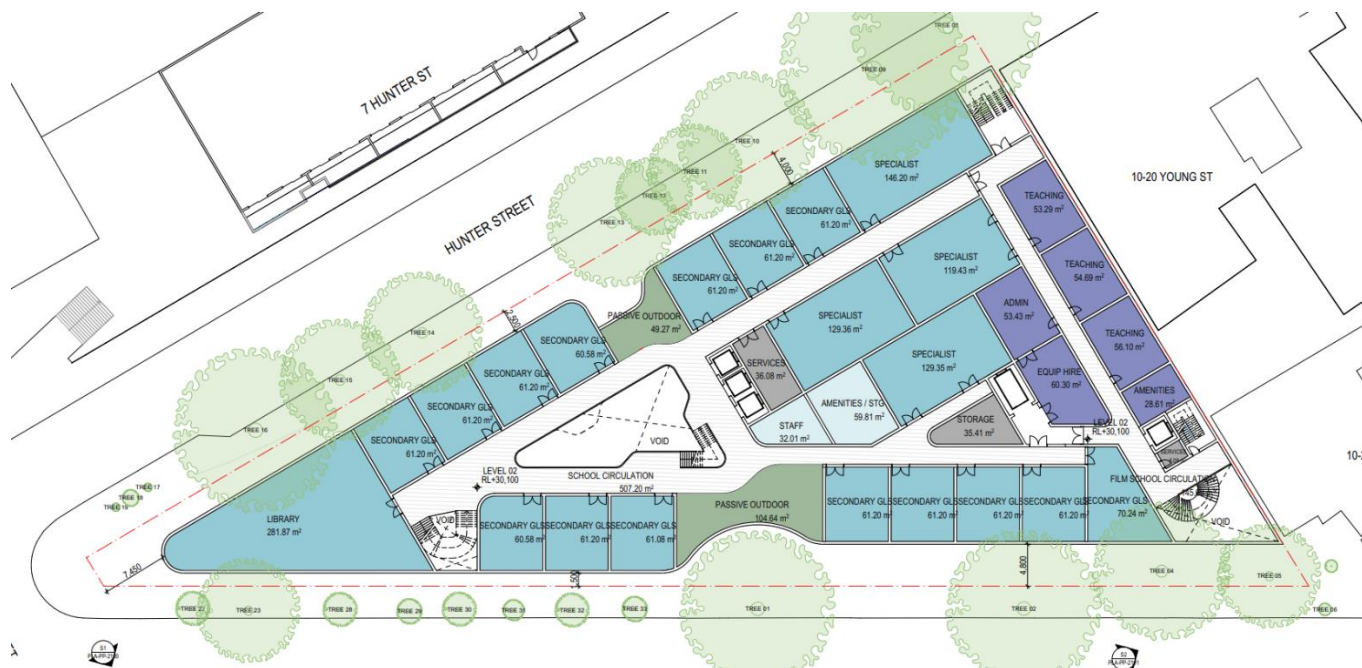 TREE 08
TREE 09
7 HUNTER ST
TREE 10
TREE 11
TREE 13
4,000
SPECIALIST
146.20 m²
10-20 YOUNG ST
TEACHING
53.29 m²
HUNTER STREET
SECONDARY GLS
61.20 m²
SECONDARY GLS
61.20 m²
SECONDARY GLS
61.20 m²
SPECIALIST
119.43 m²
TEACHING
54.69 m²
PASSIVE OUTDOOR
49.27 m²
2,500
TREE 14
ADMIN
53.43 m²
SPECIALIST
129.36 m²
TEACHING
56.10 m²
SECONDARY GLS
60.58 m²
SECONDARY GLS
61.20 m²
SECONDARY GLS
61.20 m²
SECONDARY GLS
61.20 m²
SERVICES
36.08 m²
SPECIALIST
129.35 m²
EQUIP HIRE
60.30 m²
AMENITIES
28.61 m²
TREE 15
TREE 16
AMENITIES / STG
59.81 m²
STAFF
32.01 m²
STORAGE
35.41 m²
LEVEL 02
RL+30,100
VOID
LEVEL 02
RL+30,100
SCHOOL CIRCULATION
507.20 m²
SERVICES
FILM SCHOOL CIRCULATION
VOID
TREE 17
TREE 18
TREE 19
LIBRARY
281.87 m²
VOID
SECONDARY GLS
60.58 m²
SECONDARY GLS
61.20 m²
SECONDARY GLS
61.08 m²
PASSIVE OUTDOOR
104.64 m²
SECONDARY GLS
61.20 m²
SECONDARY GLS
61.20 m²
SECONDARY GLS
61.20 m²
SECONDARY GLS
61.20 m²
SECONDARY GLS
70.24 m²
7,450
4,800
TREE 04
TREE 05
TREE 23
TREE 28
TREE 29
TREE 30
TREE 31
TREE 32
TREE 33
TREE 01
TREE 02
TREE 06
S1
S2